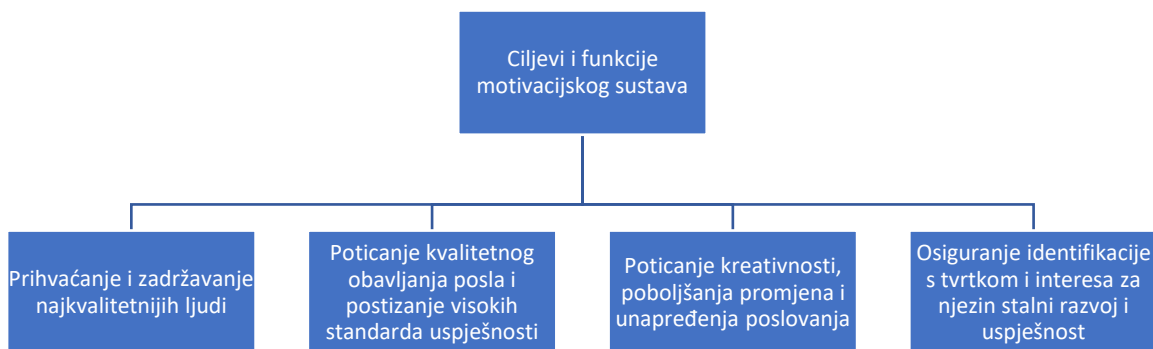 Ciljevi i funkcije
motivacijskog sustava
Prihvaćanje i zadržavanje
najkvalitetnijih ljudi
Poticanje kvalitetnog
obavljanja posla i
postizanje visokih
standarda uspješnosti
Poticanje kreativnosti,
poboljšanja promjena i
unapređenja poslovanja
Osiguranje identifikacije
s tvrtkom i interesa za
njezin stalni razvoj i
uspješnost